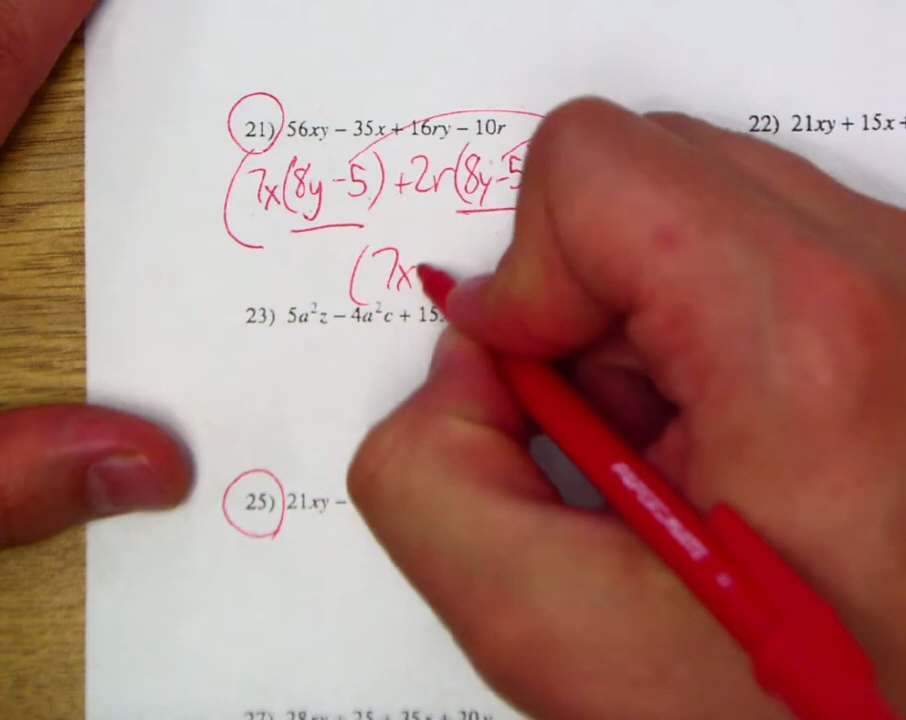 21) 56xy – 35x + 16ry – 10r
22) 21xy + 15x +
7x(8y - 5) + 2r(8y - 5
(7x
23) 5a²z – 4a²c + 15
25) 21xy –